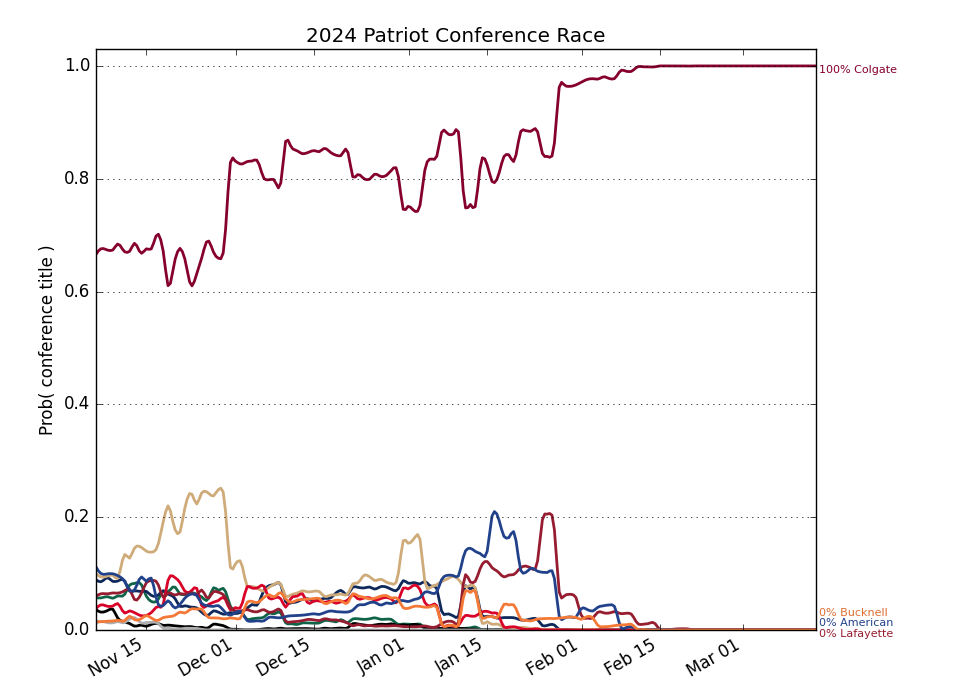 2024 Patriot Conference Race
Prob( conference title )
1.0
0.8
0.6
0.4
0.2
0.0
Nov 15
Dec 01
Dec 15
Jan 01
Jan 15
Feb 01
Feb 15
Mar 01
100% Colgate
0% Bucknell
0% American
0% Lafayette